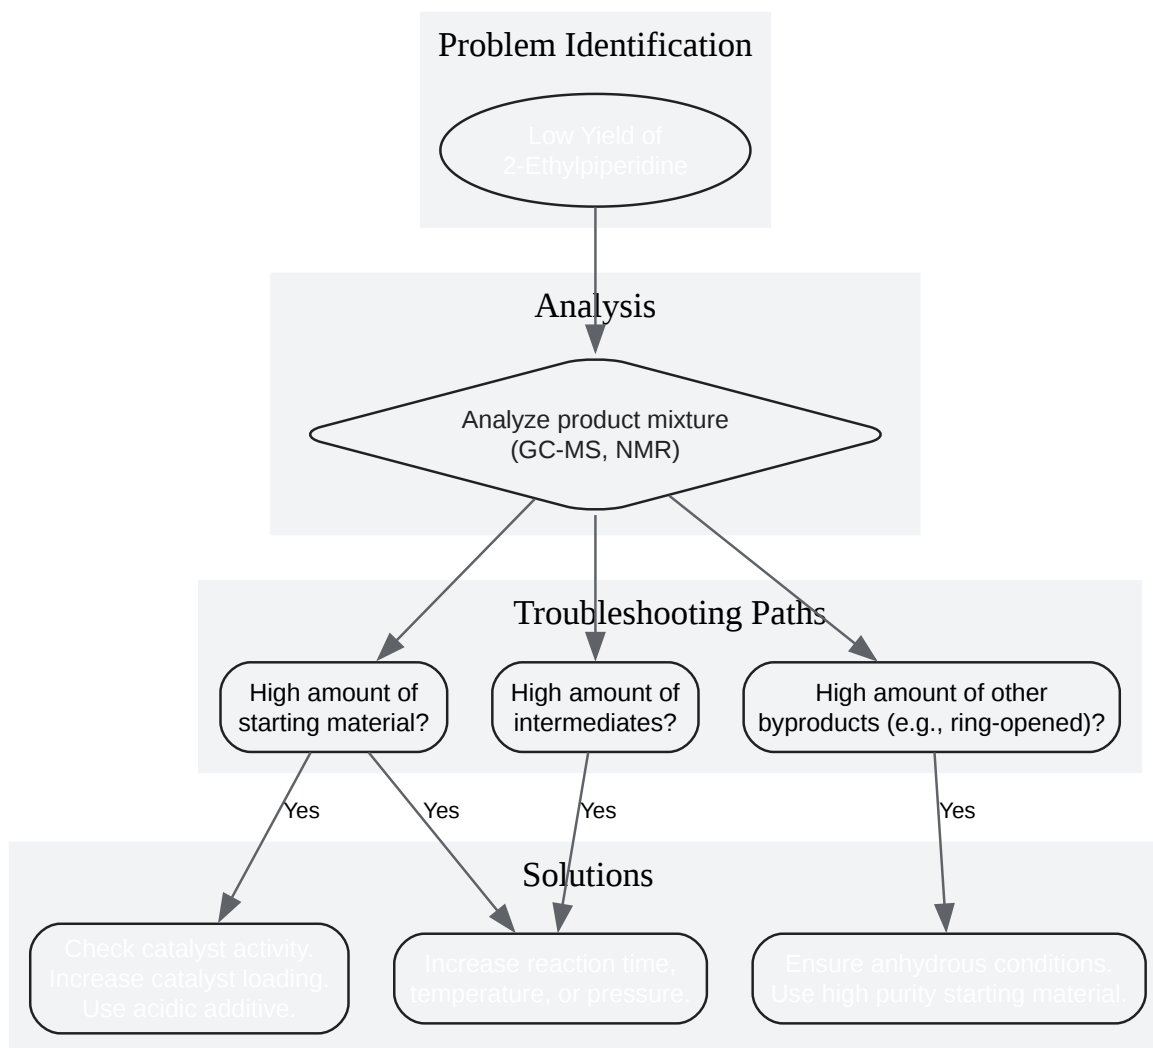 Problem Identification
Low Yield of
2-Ethylpiperidine
Analysis
Analyze product mixture
(GC-MS, NMR)
Troubleshooting Paths
High amount of
starting material?
High amount of
intermediates?
High amount of other
byproducts (e.g., ring-opened)?
Yes
Yes
Yes
Yes
Solutions
Check catalyst activity.
Increase catalyst loading.
Use acidic additive.
Increase reaction time,
temperature, or pressure.
Ensure anhydrous conditions.
Use high purity starting material.